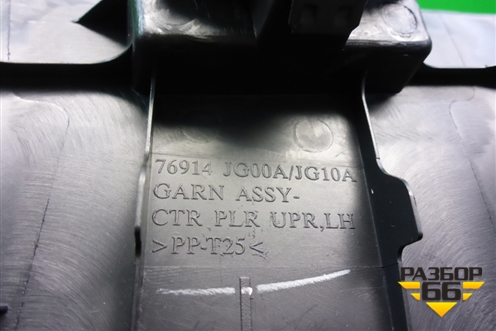 76914 JG00A/JG10A
GARN ASSY-
CTR PLR UPR,LH
>PP-T25<
РАЗБОР
66